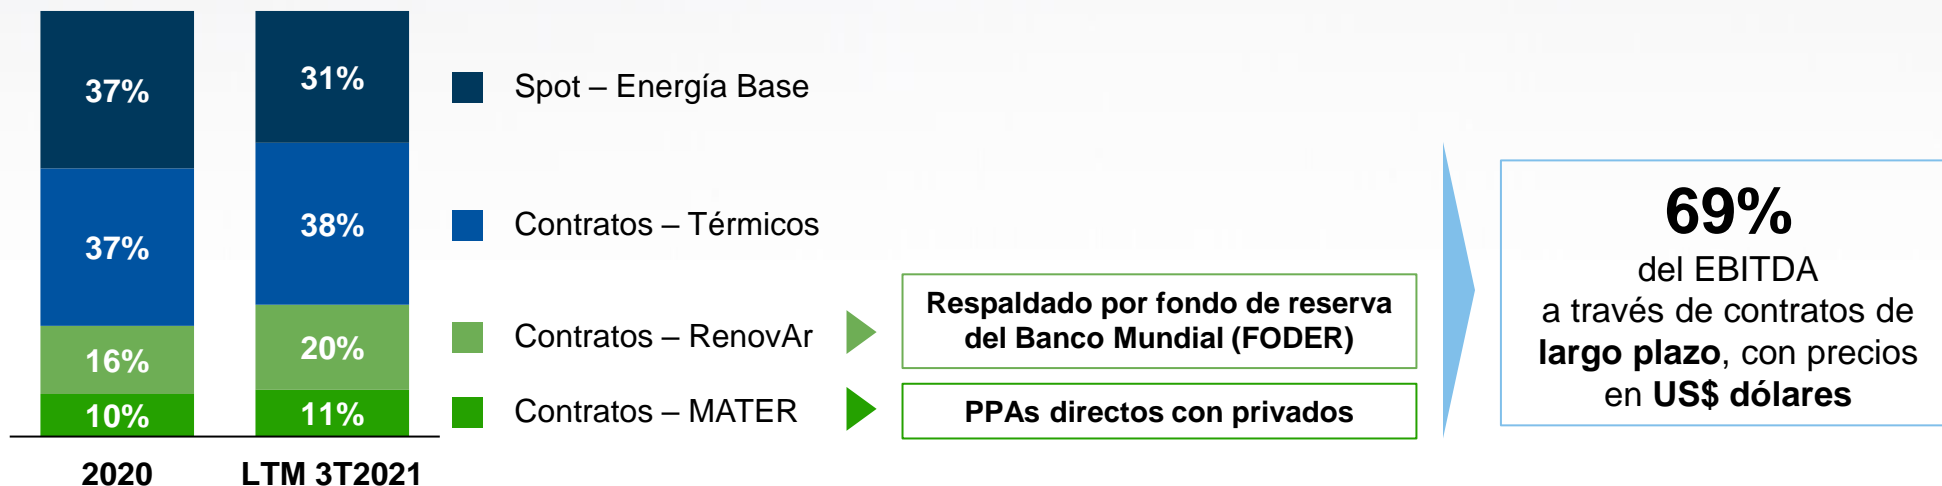 37%
37%
16%
10%
2020
31%
38%
20%
11%
LTM 3T2021
Spot – Energía Base
Contratos – Térmicos
Contratos – RenovAr
Contratos – MATER
Respaldado por fondo de reserva
del Banco Mundial (FODER)
PPAs directos con privados
69%
del EBITDA
a través de contratos de
largo plazo, con precios
en US$ dólares